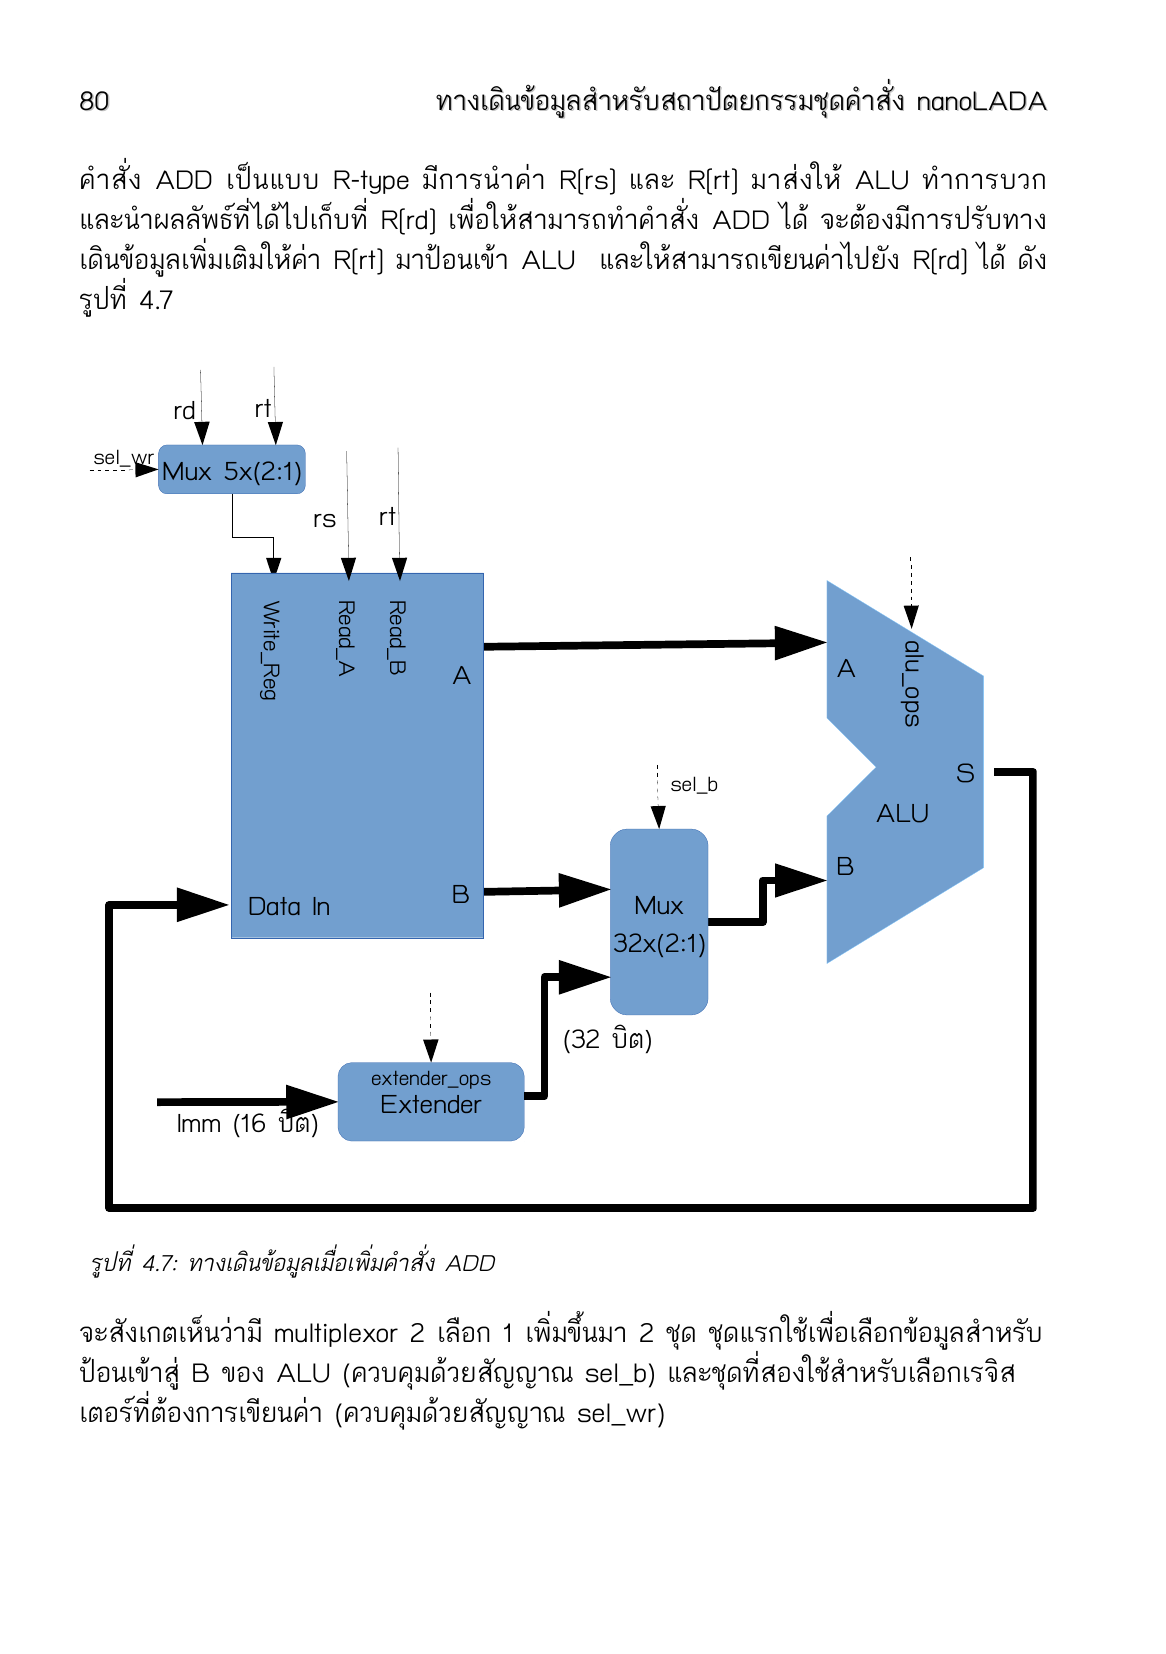 80 ทางเดินข้อมูลสำหรับสถาปัตยกรรมชุดคำสั่ง nanoLADA
คำสั่ง ADD เป็นแบบ R-type มีการนำค่า R[rs] และ R[rt] มาส่งให้ ALU ทำการบวก
และนำผลลัพธ์ที่ได้ไปเก็บที่ R[rd] เพื่อให้สามารถทำคำสั่ง ADD ได้ จะต้องมีการปรับทาง
เดินข้อมูลเพิ่มเติมให้ค่า R[rt] มาป้อนเข้า ALU และให้สามารถเขียนค่าไปยัง R[rd] ได้ ดัง
รูปที่ 4.7
rd rt
sel_wr
Mux 5x(2:1)
rs rt
Write_Reg
Read_A
Read_B
A
A
alu_ops
S
sel_b
ALU
B
B
Data In
Mux
32x(2:1)
(32 บิต)
extender_ops
Extender
Imm (16 บิต)
รูปที่ 4.7: ทางเดินข้อมูลเมื่อเพิ่มคำสั่ง ADD
จะสังเกตเห็นว่ามี multiplexor 2 เลือก 1 เพิ่มขึ้นมา 2 ชุด ชุดแรกใช้เพื่อเลือกข้อมูลสำหรับ
ป้อนเข้าสู่ B ของ ALU (ควบคุมด้วยสัญญาณ sel_b) และชุดที่สองใช้สำหรับเลือกเรจิส
เตอร์ที่ต้องการเขียนค่า (ควบคุมด้วยสัญญาณ sel_wr)